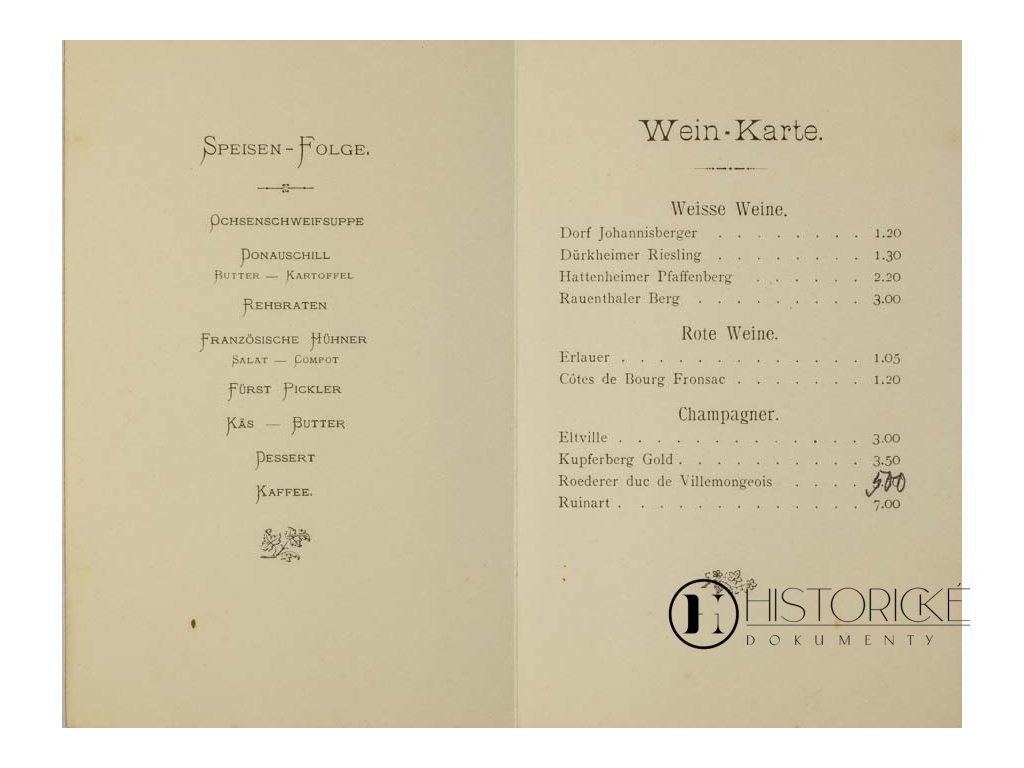 Speisen-Folge.
Ochsenschweifsuppe
Donauschill
Butter — Kartoffel
Rehbraten
Französische Hühner
Salat — Compot
Fürst Pickler
Käs — Butter
Dessert
Kaffee.
Wein-Karte.
Weisse Weine.
Dorf Johannisberger . . . . . . . . 1.20
Dürkheimer Riesling . . . . . . . . 1.30
Hattenheimer Pfaffenberg . . . . . . 2.20
Rauenthaler Berg . . . . . . . . . 3.00
Rote Weine.
Erlauer . . . . . . . . . . . . . 1.05
Côtes de Bourg Fronsac . . . . . . . 1.20
Champagner.
Eltville . . . . . . . . . . . . . 3.00
Kupferberg Gold . . . . . . . . . . 3.50
Roederer duc de Villemongeois . . . . 500
Ruinart . . . . . . . . . . . . . 7.00
HISTORICKÉ
DOKUMENTY